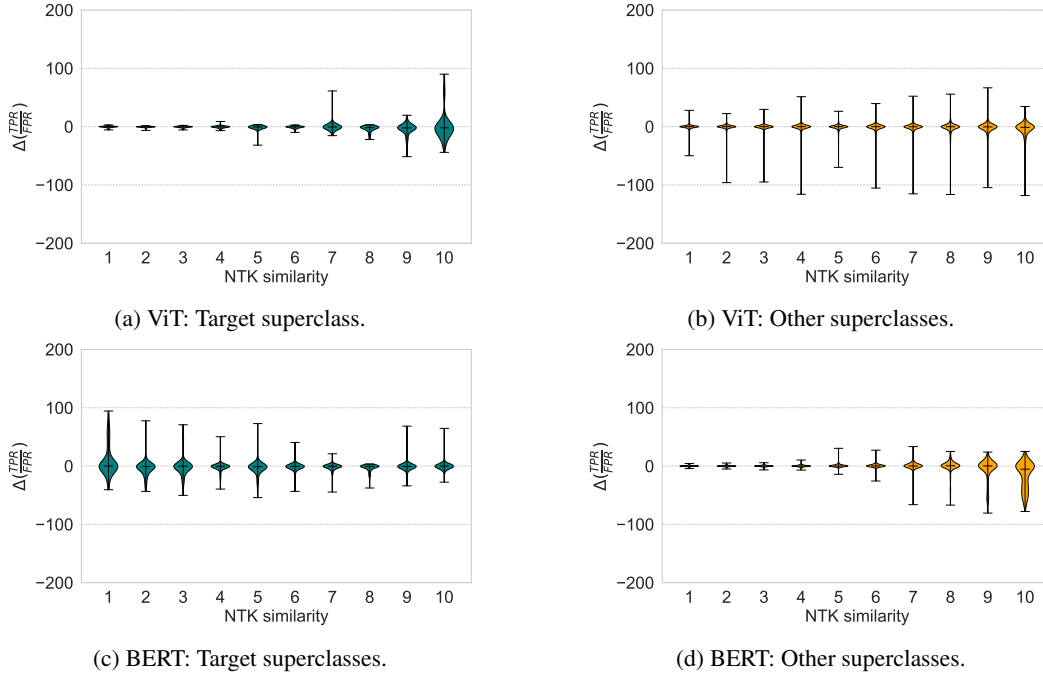 200
100
0
−100
−200
Δ(TPR/FPR)
1 2 3 4 5 6 7 8 9 10
NTK similarity
(a) ViT: Target superclass.
200
100
0
−100
−200
Δ(TPR/FPR)
1 2 3 4 5 6 7 8 9 10
NTK similarity
(b) ViT: Other superclasses.
200
100
0
−100
−200
Δ(TPR/FPR)
1 2 3 4 5 6 7 8 9 10
NTK similarity
(c) BERT: Target superclasses.
200
100
0
−100
−200
Δ(TPR/FPR)
1 2 3 4 5 6 7 8 9 10
NTK similarity
(d) BERT: Other superclasses.